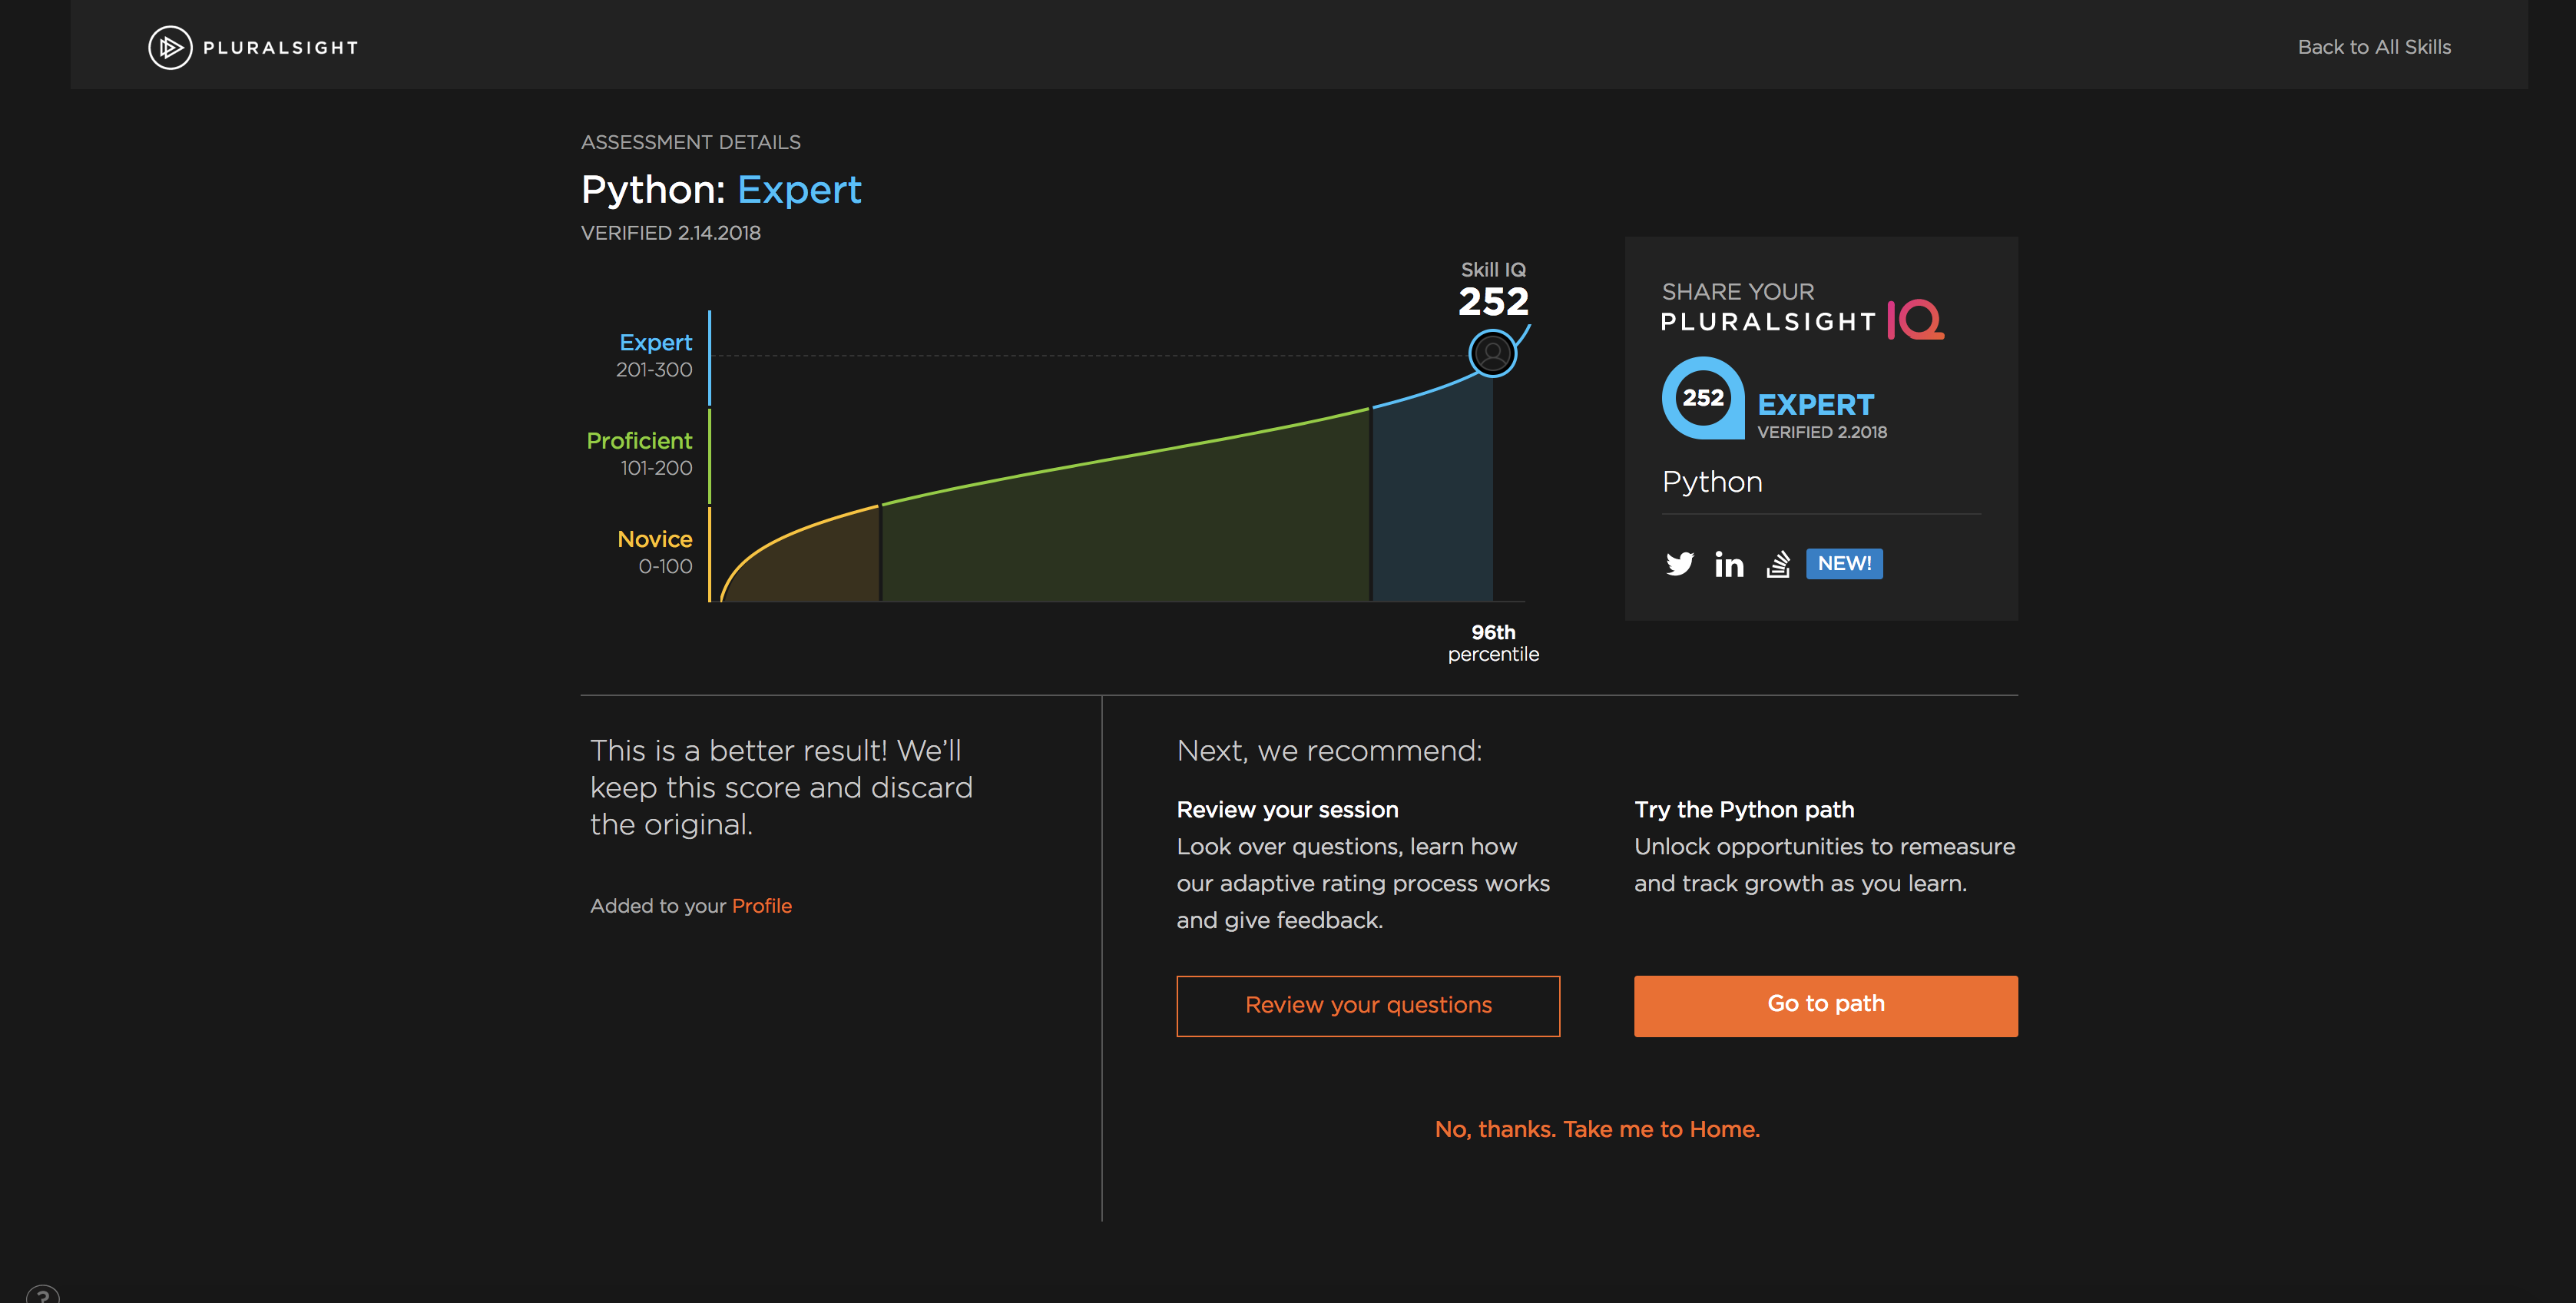 PLURALSIGHT
Back to All Skills
ASSESSMENT DETAILS
Python: Expert
VERIFIED 2.14.2018
Skill IQ
252
Expert
201-300
Proficient
101-200
Novice
0-100
96th
percentile
SHARE YOUR
PLURALSIGHT IQ
252
EXPERT
VERIFIED 2.2018
Python
in
NEW!
This is a better result! We’ll
keep this score and discard
the original.
Added to your Profile
Next, we recommend:
Review your session
Look over questions, learn how
our adaptive rating process works
and give feedback.
Review your questions
Try the Python path
Unlock opportunities to remeasure
and track growth as you learn.
Go to path
No, thanks. Take me to Home.
?